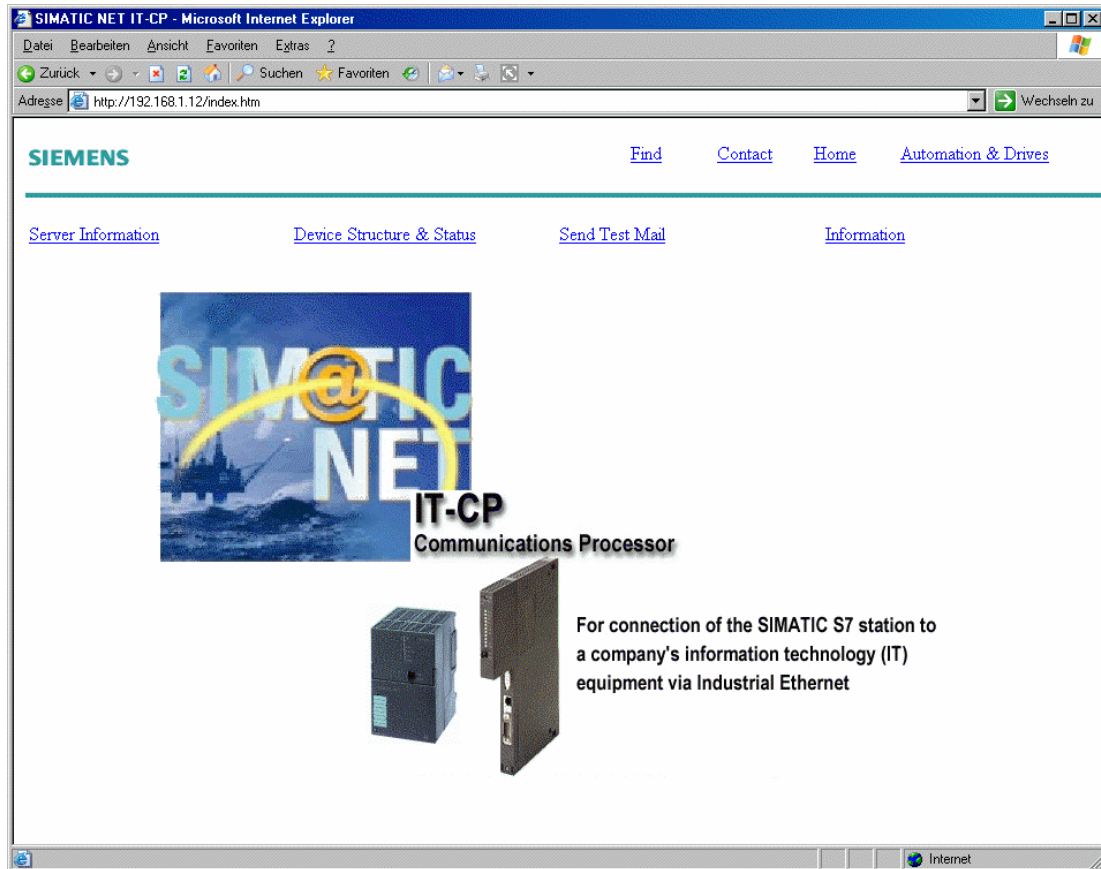 SIMATIC NET IT-CP - Microsoft Internet Explorer
Datei Bearbeiten Ansicht Favoriten Extras ?
Zurück Suchen Favoriten
Adresse http://192.168.1.12/index.htm Wechseln zu
SIEMENS Find Contact Home Automation & Drives
Server Information Device Structure & Status Send Test Mail Information
SIM@TIC
NET
IT-CP
Communications Processor
For connection of the SIMATIC S7 station to
a company's information technology (IT)
equipment via Industrial Ethernet
Internet